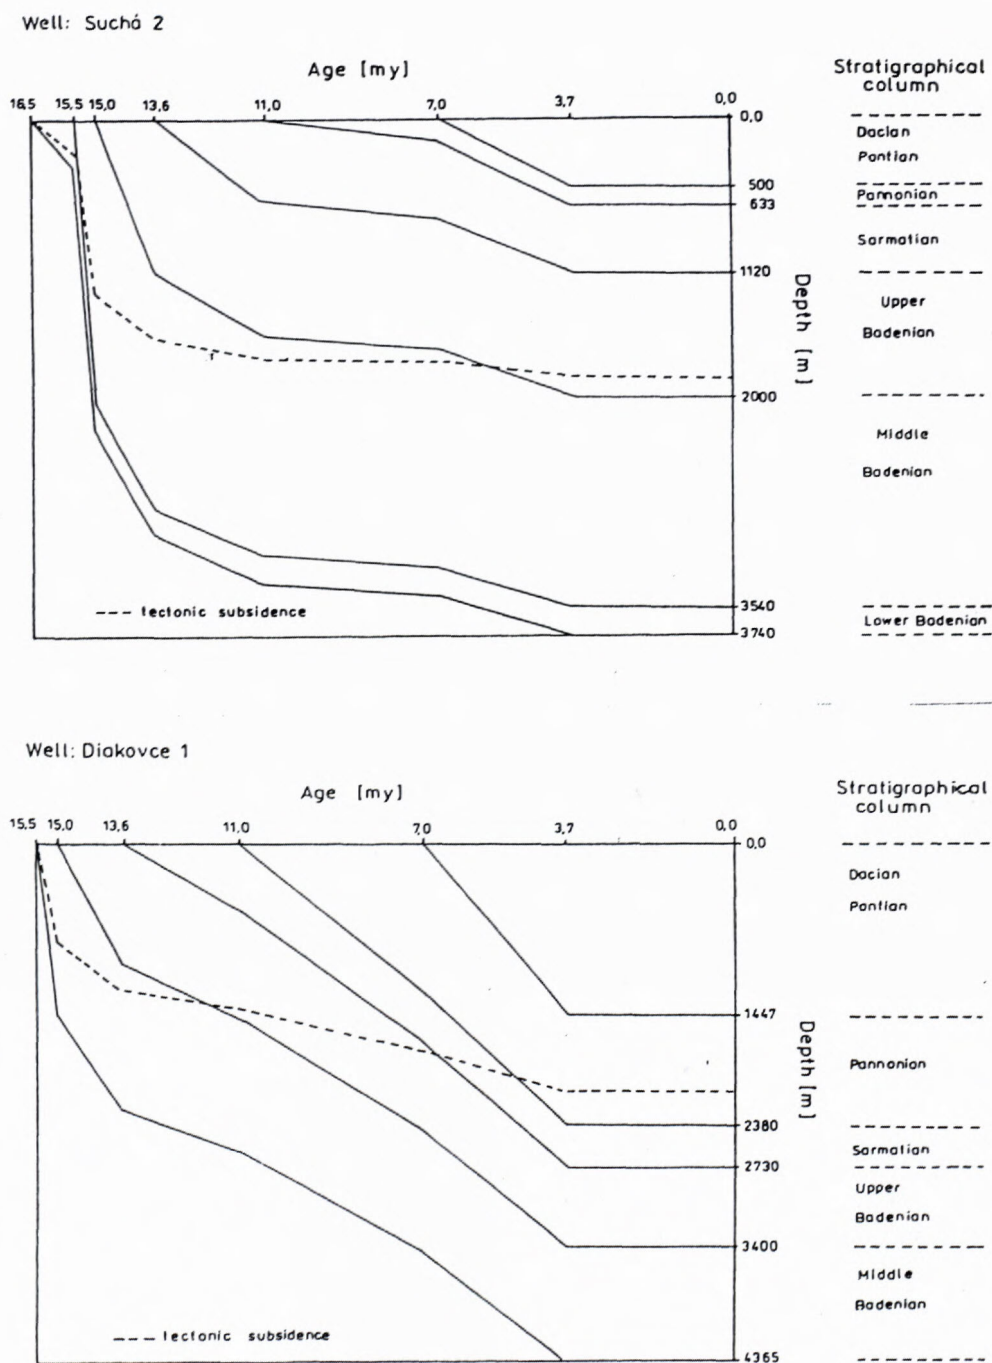 Well: Suchá 2
Age [my]
Stratigraphical
column
16,5 15,5 15,0 13,6 11,0 7,0 3,7 0,0
0,0
Dacian
Pontian
500
Pannonian
633
Sarmatian
1120
Depth [m]
Upper
Badenian
2000
Middle
Badenian
--- tectonic subsidence
3540
Lower Badenian
3740
Well: Diakovce 1
Age [my]
Stratigraphical
column
15,5 15,0 13,6 11,0 7,0 3,7 0,0
0,0
Dacian
Pontian
1447
Depth [m]
Pannonian
2380
Sarmatian
2730
Upper
Badenian
3400
Middle
Badenian
--- tectonic subsidence
4365